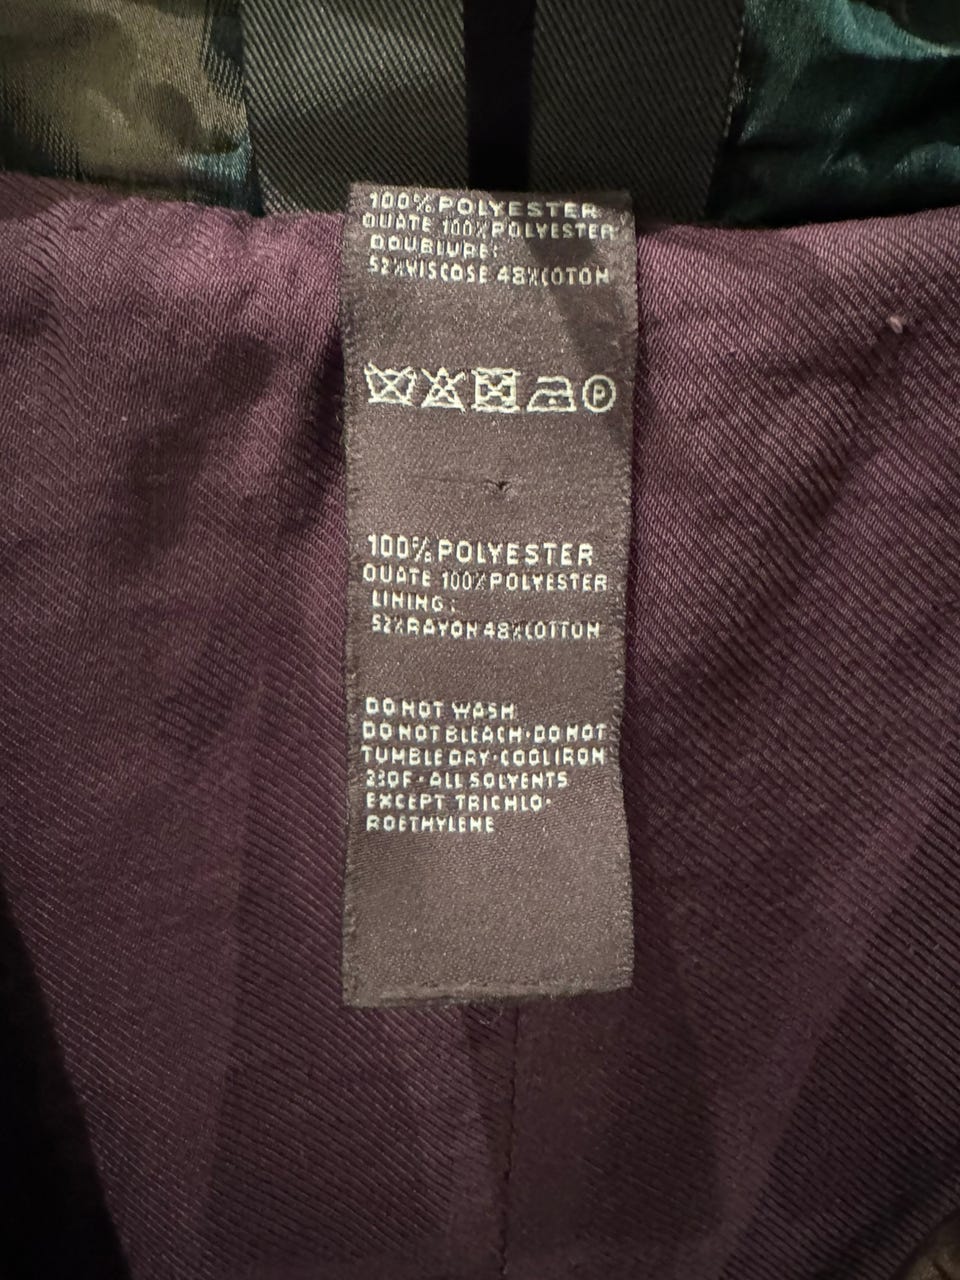 100% POLYESTER
OUATE 100% POLYESTER
DOUBLURE:
52% VISCOSE 48% COTON
P
100% POLYESTER
OUATE 100% POLYESTER
LINING:
52% RAYON 48% COTTON
DO NOT WASH
DO NOT BLEACH·DO NOT
TUMBLE DRY·COOL IRON
230F·ALL SOLVENTS
EXCEPT TRICHLO-
ROETHYLENE